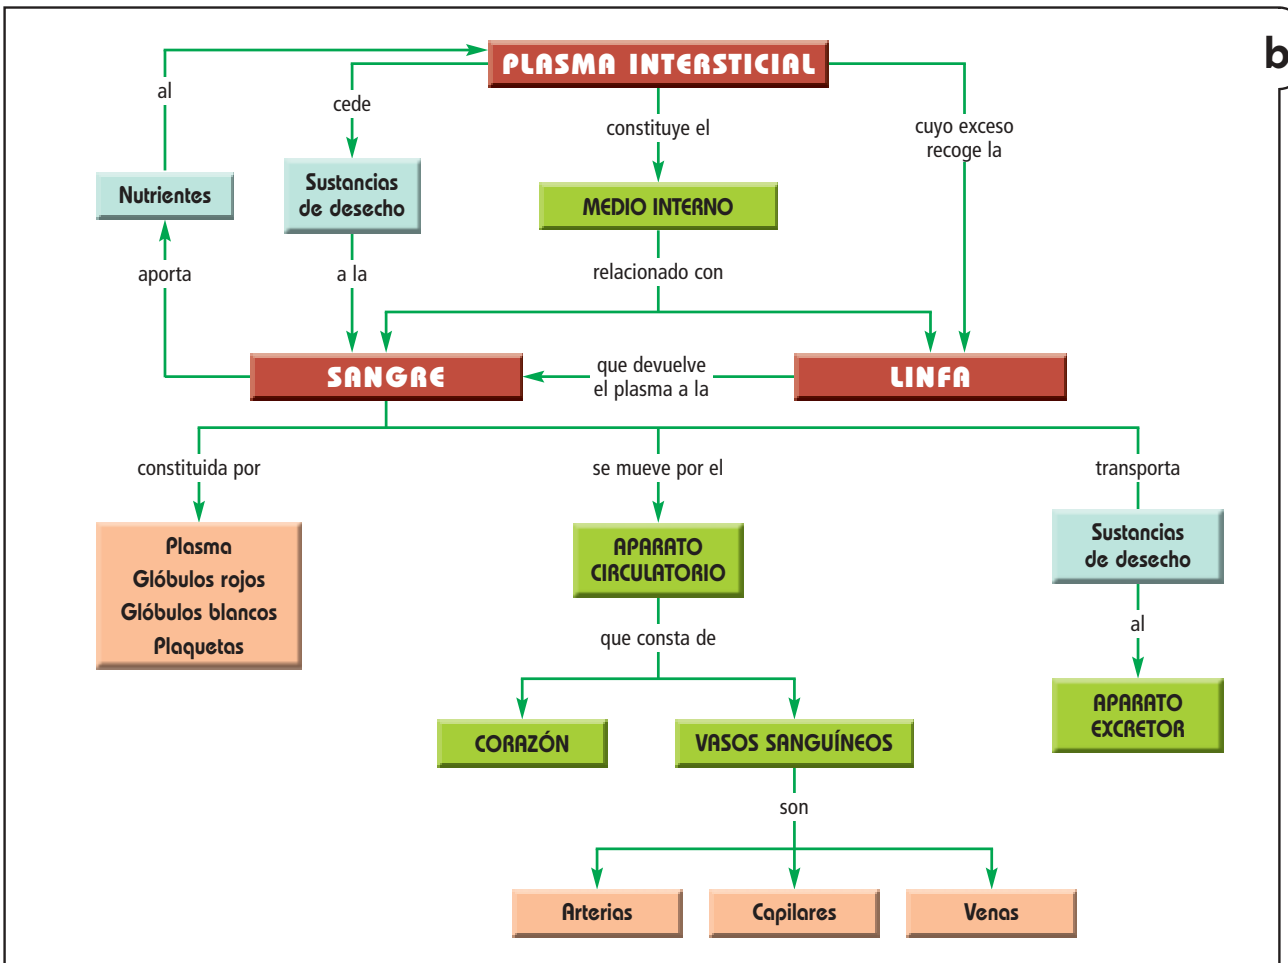 b
PLASMA INTERSTICIAL
al
cede
constituye el
cuyo exceso
recoge la
Nutrientes
Sustancias
de desecho
MEDIO INTERNO
aporta
a la
relacionado con
SANGRE
que devuelve
el plasma a la
LINFA
constituida por
se mueve por el
transporta
Plasma
Glóbulos rojos
Glóbulos blancos
Plaquetas
APARATO
CIRCULATORIO
Sustancias
de desecho
que consta de
al
CORAZÓN
VASOS SANGUÍNEOS
APARATO
EXCRETOR
son
Arterias
Capilares
Venas